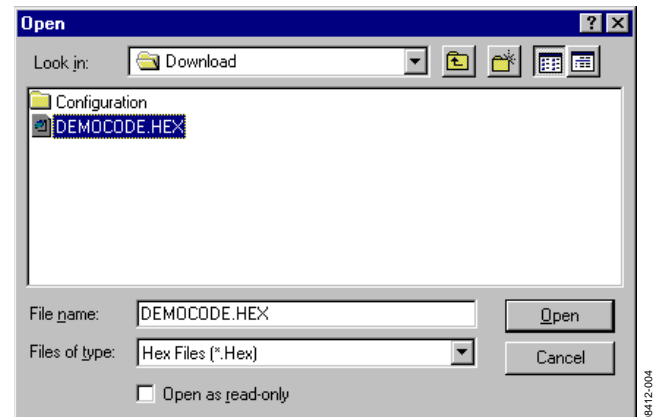 Open
Look in: Download
Configuration
DEMOCODE.HEX
File name: DEMOCODE.HEX Open
Files of type: Hex Files (*.Hex) Cancel
Open as read-only
8412-004